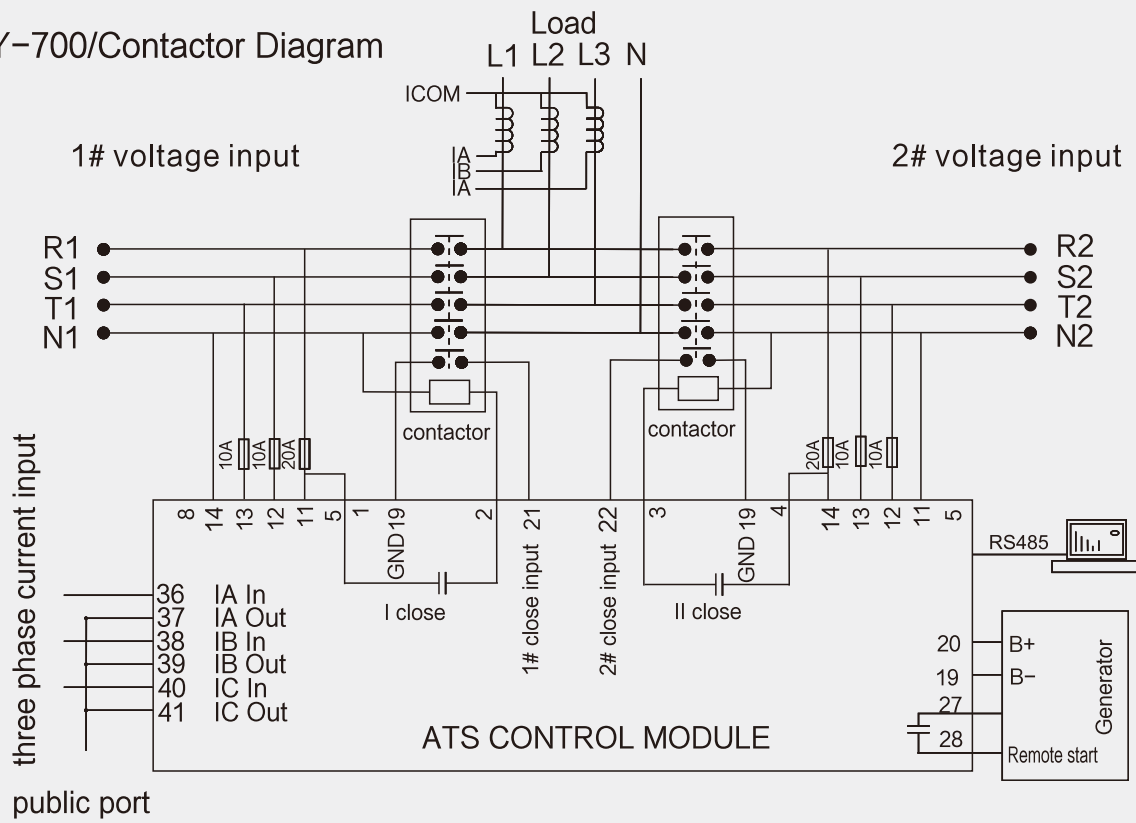 Y-700/Contactor Diagram
Load
L1 L2 L3 N
ICOM
IA
IB
IA
1# voltage input
2# voltage input
R1
S1
T1
N1
R2
S2
T2
N2
contactor
contactor
10A 10A 20A
20A 10A 10A
8 14 13 12 11 5 1 GND 19 2 1# close input 21
2# close input 22 3 GND 19 4 14 13 12 11 5
I close
II close
three phase current input
36 IA In
37 IA Out
38 IB In
39 IB Out
40 IC In
41 IC Out
public port
ATS CONTROL MODULE
RS485
20 B+
19 B-
27
28 Remote start
Generator